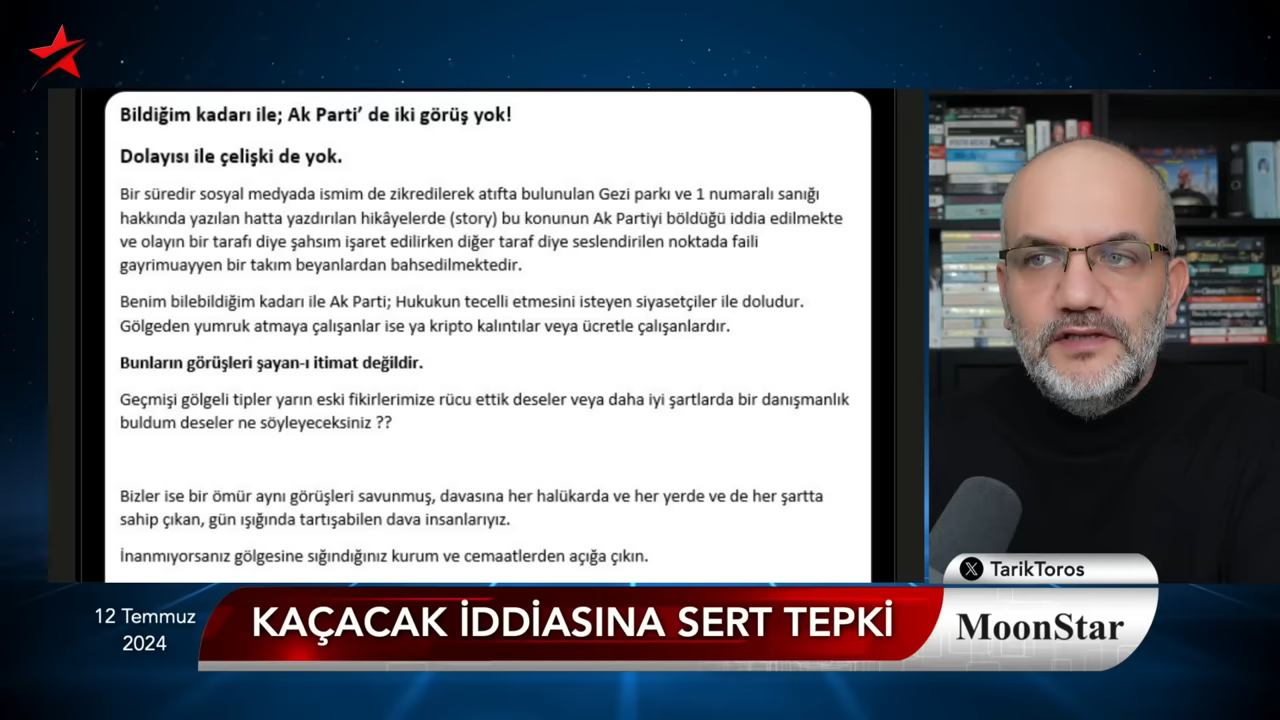 Bildiğim kadarı ile; Ak Parti’ de iki görüş yok!
Dolayısı ile çelişki de yok.
Bir süredir sosyal medyada ismim de zikredilerek atıfta bulunulan Gezi parkı ve 1 numaralı sanığı
hakkında yazılan hatta yazdırılan hikâyelerde (story) bu konunun Ak Partiyi böldüğü iddia edilmekte
ve olayın bir tarafı diye şahsım işaret edilirken diğer taraf diye seslendirilen noktada faili
gayrimuayyen bir takım beyanlardan bahsedilmektedir.
Benim bilebildiğim kadarı ile Ak Parti; Hukukun tecelli etmesini isteyen siyasetçiler ile doludur.
Gölgeden yumruk atmaya çalışanlar ise ya kripto kalıntılar veya ücretle çalışanlardır.
Bunların görüşleri şayan-ı itimat değildir.
Geçmişi gölgeli tipler yarın eski fikirlerimize rücu ettik deseler veya daha iyi şartlarda bir danışmanlık
buldum deseler ne söyleyeceksiniz ??
Bizler ise bir ömür aynı görüşleri savunmuş, davasına her halükarda ve her yerde ve de her şartta
sahip çıkan, gün ışığında tartışabilen dava insanlarıyız.
İnanmıyorsanız gölgesine sığındığınız kurum ve cemaatlerden açığa çıkın.
X TarikToros
12 Temmuz
2024
KAÇACAK İDDİASINA SERT TEPKİ
MoonStar